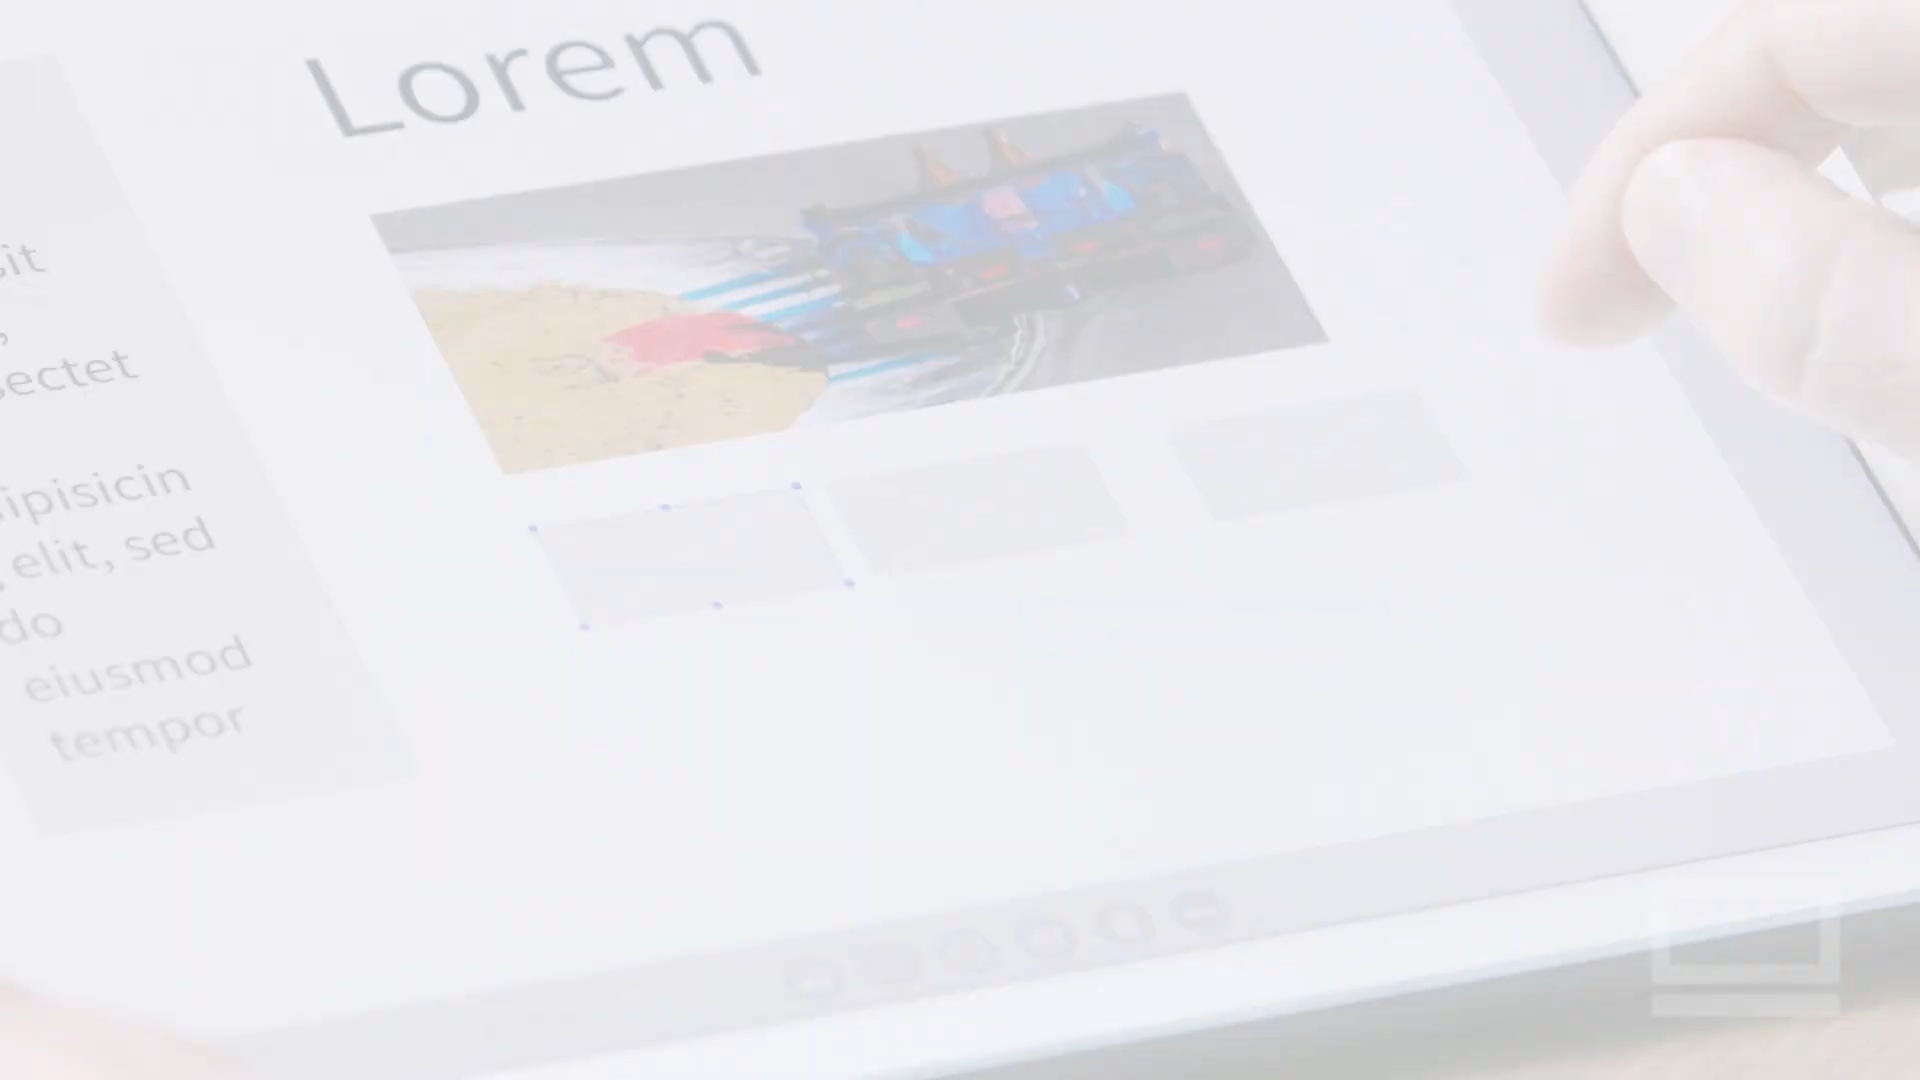 Lorem
sit
,
sectet
ipisicin
, elit, sed
do
eiusmod
tempor